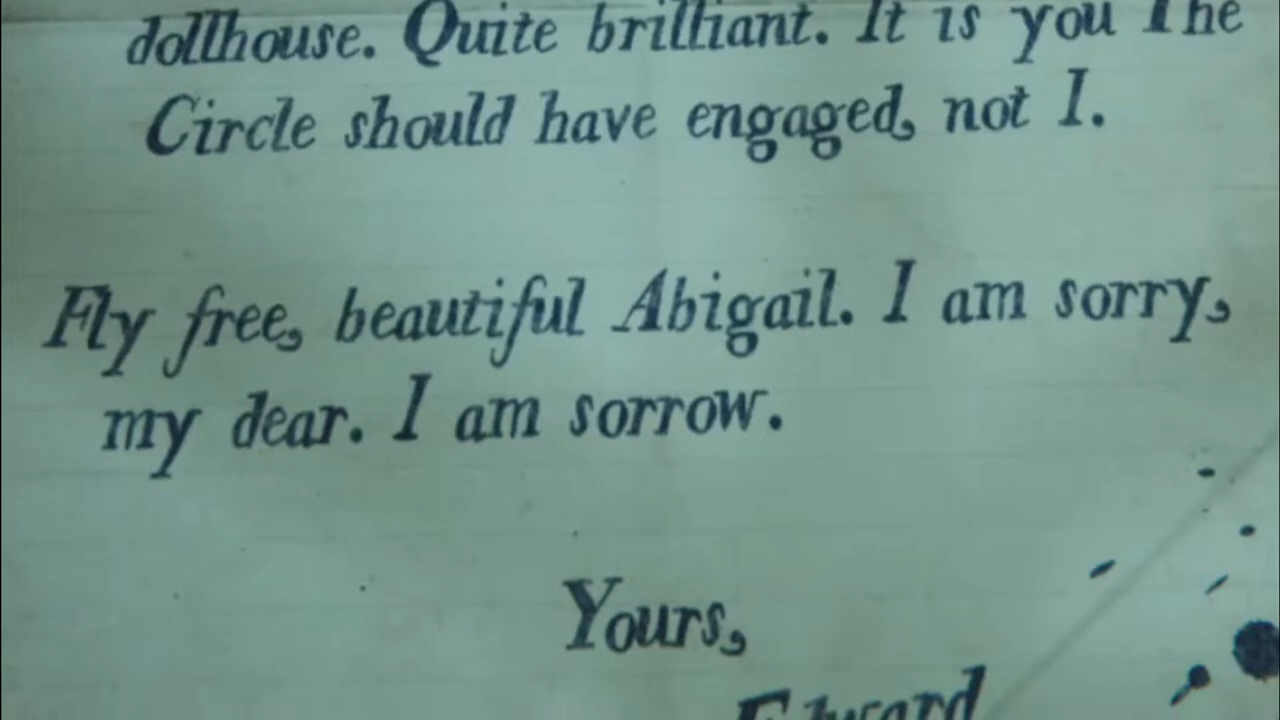 dollhouse. Quite brilliant. It is you The
Circle should have engaged, not I.
Fly free, beautiful Abigail. I am sorry,
my dear. I am sorrow.
Yours,
Edward